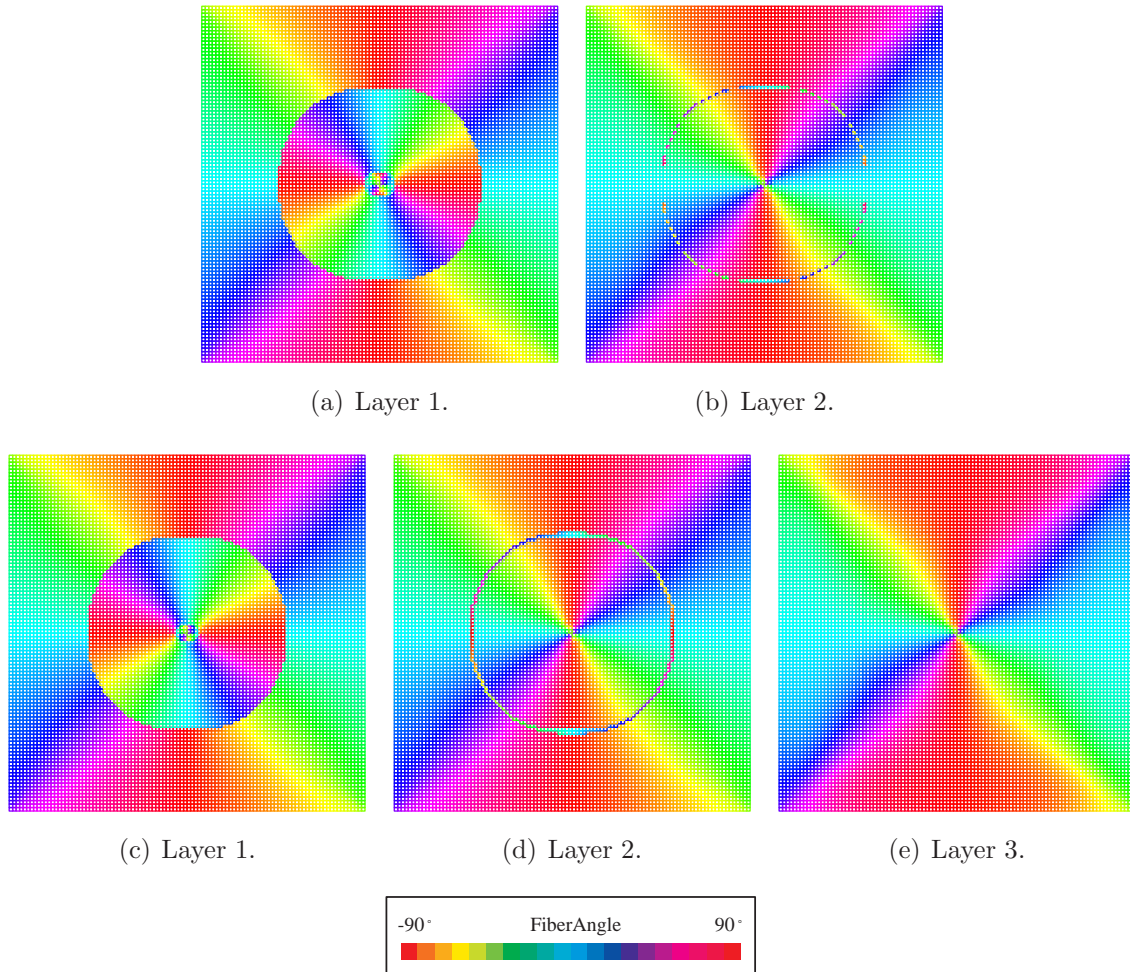 (a) Layer 1.
(b) Layer 2.
(c) Layer 1.
(d) Layer 2.
(e) Layer 3.
-90° FiberAngle 90°